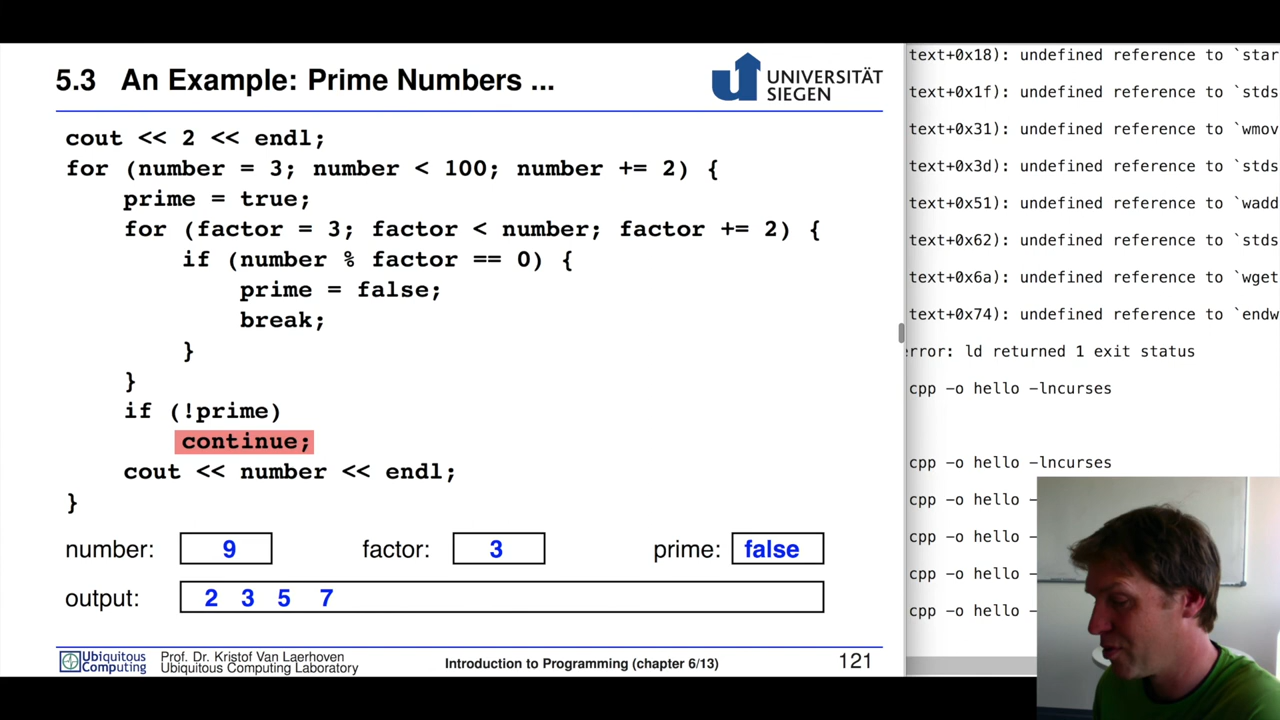 5.3 An Example: Prime Numbers ...
UNIVERSITÄT
SIEGEN
cout << 2 << endl;
for (number = 3; number < 100; number += 2) {
prime = true;
for (factor = 3; factor < number; factor += 2) {
if (number % factor == 0) {
prime = false;
break;
}
}
if (!prime)
continue;
cout << number << endl;
}
number: 9 factor: 3 prime: false
output: 2 3 5 7
Ubiquitous
Computing
Prof. Dr. Kristof Van Laerhoven
Ubiquitous Computing Laboratory
Introduction to Programming (chapter 6/13)
121
text+0x18): undefined reference to `star
text+0x1f): undefined reference to `stds
text+0x31): undefined reference to `wmov
text+0x3d): undefined reference to `stds
text+0x51): undefined reference to `wadd
text+0x62): undefined reference to `stds
text+0x6a): undefined reference to `wget
text+0x74): undefined reference to `endw
rror: ld returned 1 exit status
cpp -o hello -lncurses
cpp -o hello -lncurses
cpp -o hello -
cpp -o hello -
cpp -o hello -
cpp -o hello -